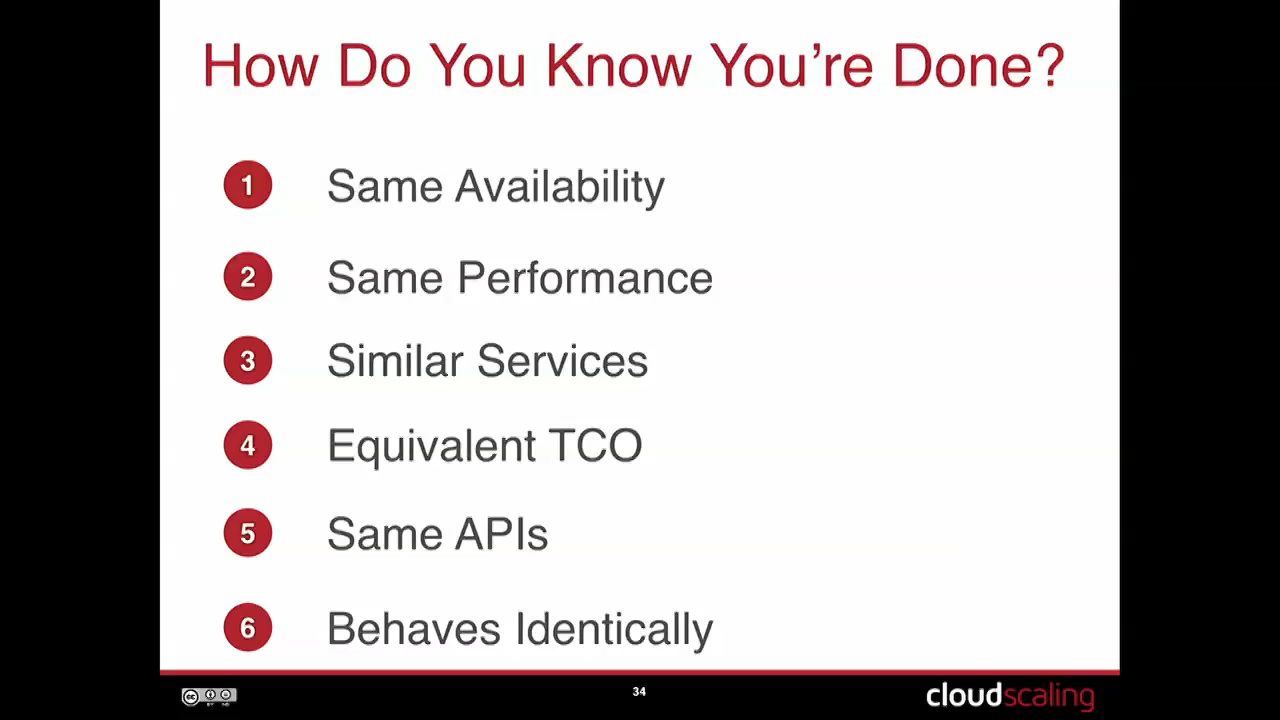 How Do You Know You're Done?
1 Same Availability
2 Same Performance
3 Similar Services
4 Equivalent TCO
5 Same APIs
6 Behaves Identically
34
cloudscaling